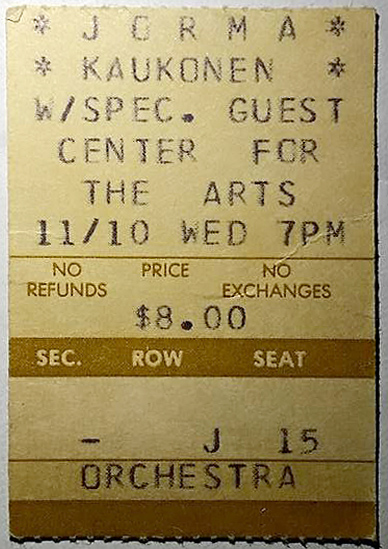 * JORMA *
* KAUKONEN *
W/SPEC. GUEST
CENTER FOR
THE ARTS
11/10 WED 7PM
NO REFUNDS PRICE NO EXCHANGES
$8.00
SEC. ROW SEAT
- J 15
ORCHESTRA